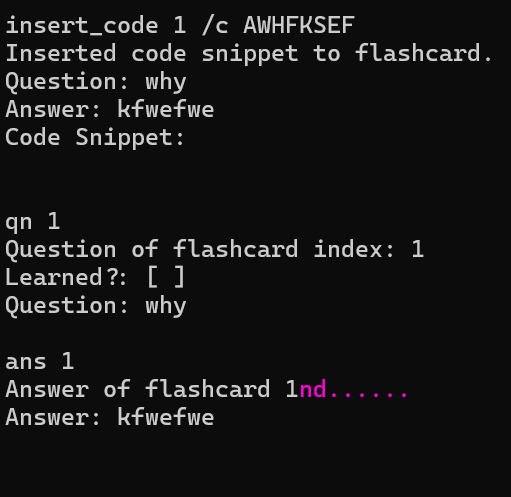 insert_code 1 /c AWHFKSEF
Inserted code snippet to flashcard.
Question: why
Answer: kfwefwe
Code Snippet:
qn 1
Question of flashcard index: 1
Learned?: [ ]
Question: why
ans 1
Answer of flashcard 1nd......
Answer: kfwefwe